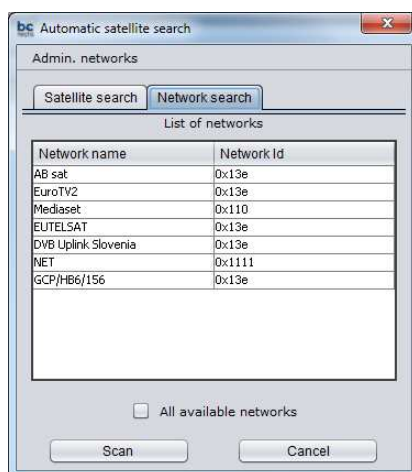 bc Automatic satellite search
Admin. networks
Satellite search Network search
List of networks
Network name Network Id
AB sat 0x13e
EuroTV2 0x13e
Mediaset 0x110
EUTELSAT 0x13e
DVB Uplink Slovenia 0x13e
NET 0x1111
GCP/HB6/156 0x13e
All available networks
Scan Cancel